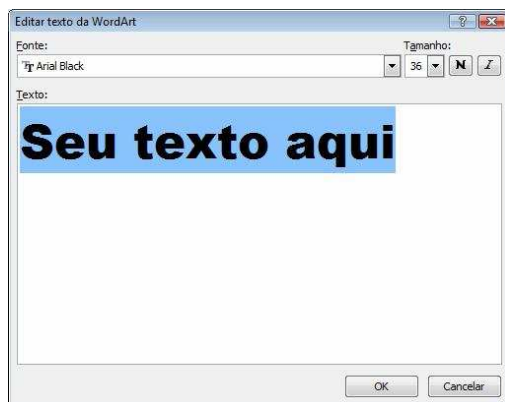 Editar texto da WordArt
Fonte: Tamanho:
Arial Black 36 N I
Texto:
Seu texto aqui
OK Cancelar